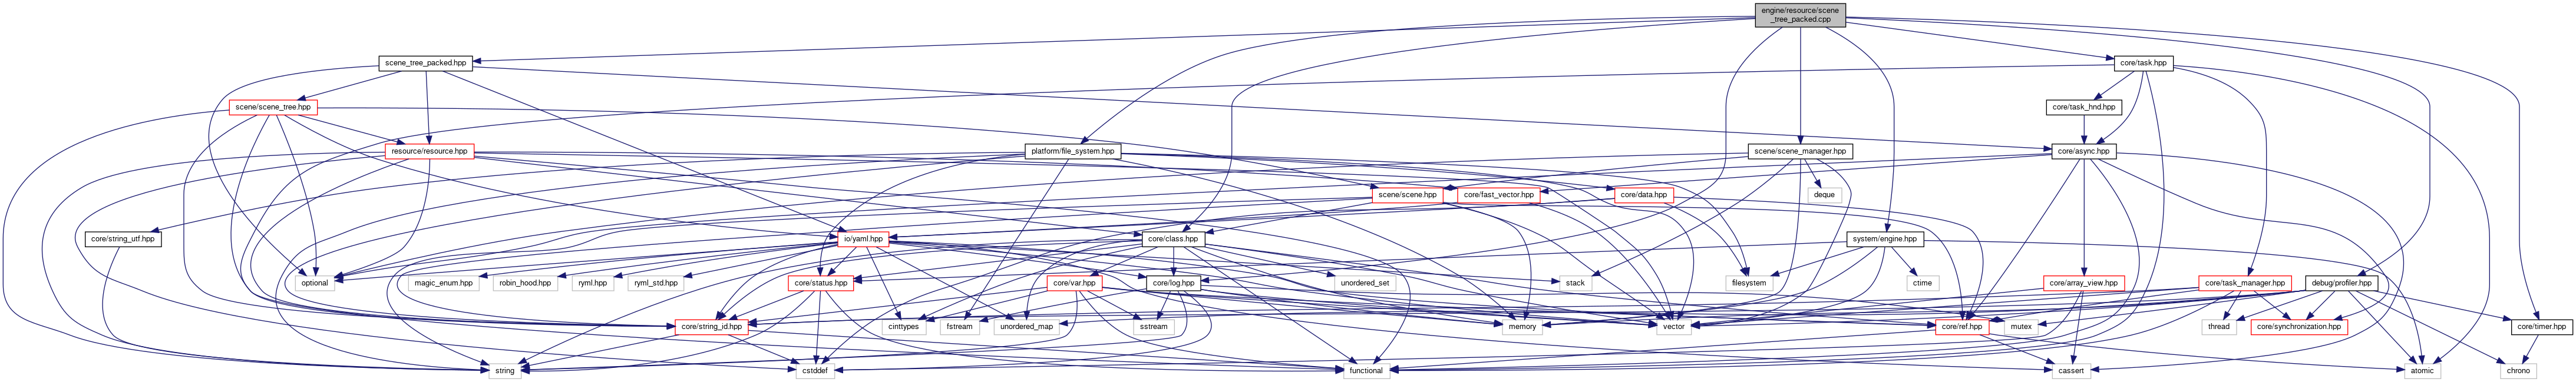 engine/resource/scene
_tree_packed.cpp
scene_tree_packed.hpp
core/task.hpp
scene/scene_tree.hpp
core/task_hnd.hpp
resource/resource.hpp
platform/file_system.hpp
scene/scene_manager.hpp
core/async.hpp
scene/scene.hpp
core/fast_vector.hpp
core/data.hpp
deque
core/string_utf.hpp
io/yaml.hpp
core/class.hpp
system/engine.hpp
optional
magic_enum.hpp
robin_hood.hpp
ryml.hpp
ryml_std.hpp
core/status.hpp
core/var.hpp
core/log.hpp
unordered_set
stack
filesystem
ctime
core/array_view.hpp
core/task_manager.hpp
debug/profiler.hpp
core/string_id.hpp
cinttypes
fstream
unordered_map
sstream
memory
vector
core/ref.hpp
mutex
thread
core/synchronization.hpp
core/timer.hpp
string
cstddef
functional
cassert
atomic
chrono